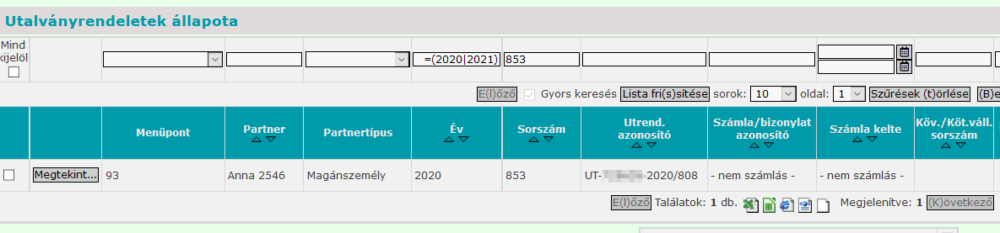 Utalványrendeletek állapota
Mind
kijelöl
=(2020|2021) 853
E(l)őző Gyors keresés Lista fri(s)sítése sorok: 10 oldal: 1 Szűrések (t)örlése (B)e
Menüpont Partner Partnertípus Év Sorszám Utrend. azonosító Számla/bizonylat azonosító Számla kelte Köv./Köt.váll. sorszám
Megtekint... 93 Anna 2546 Magánszemély 2020 853 UT- -2020/808 - nem számlás - - nem számlás -
E(l)őző Találatok: 1 db. Megjelenítve: 1 (K)övetkező